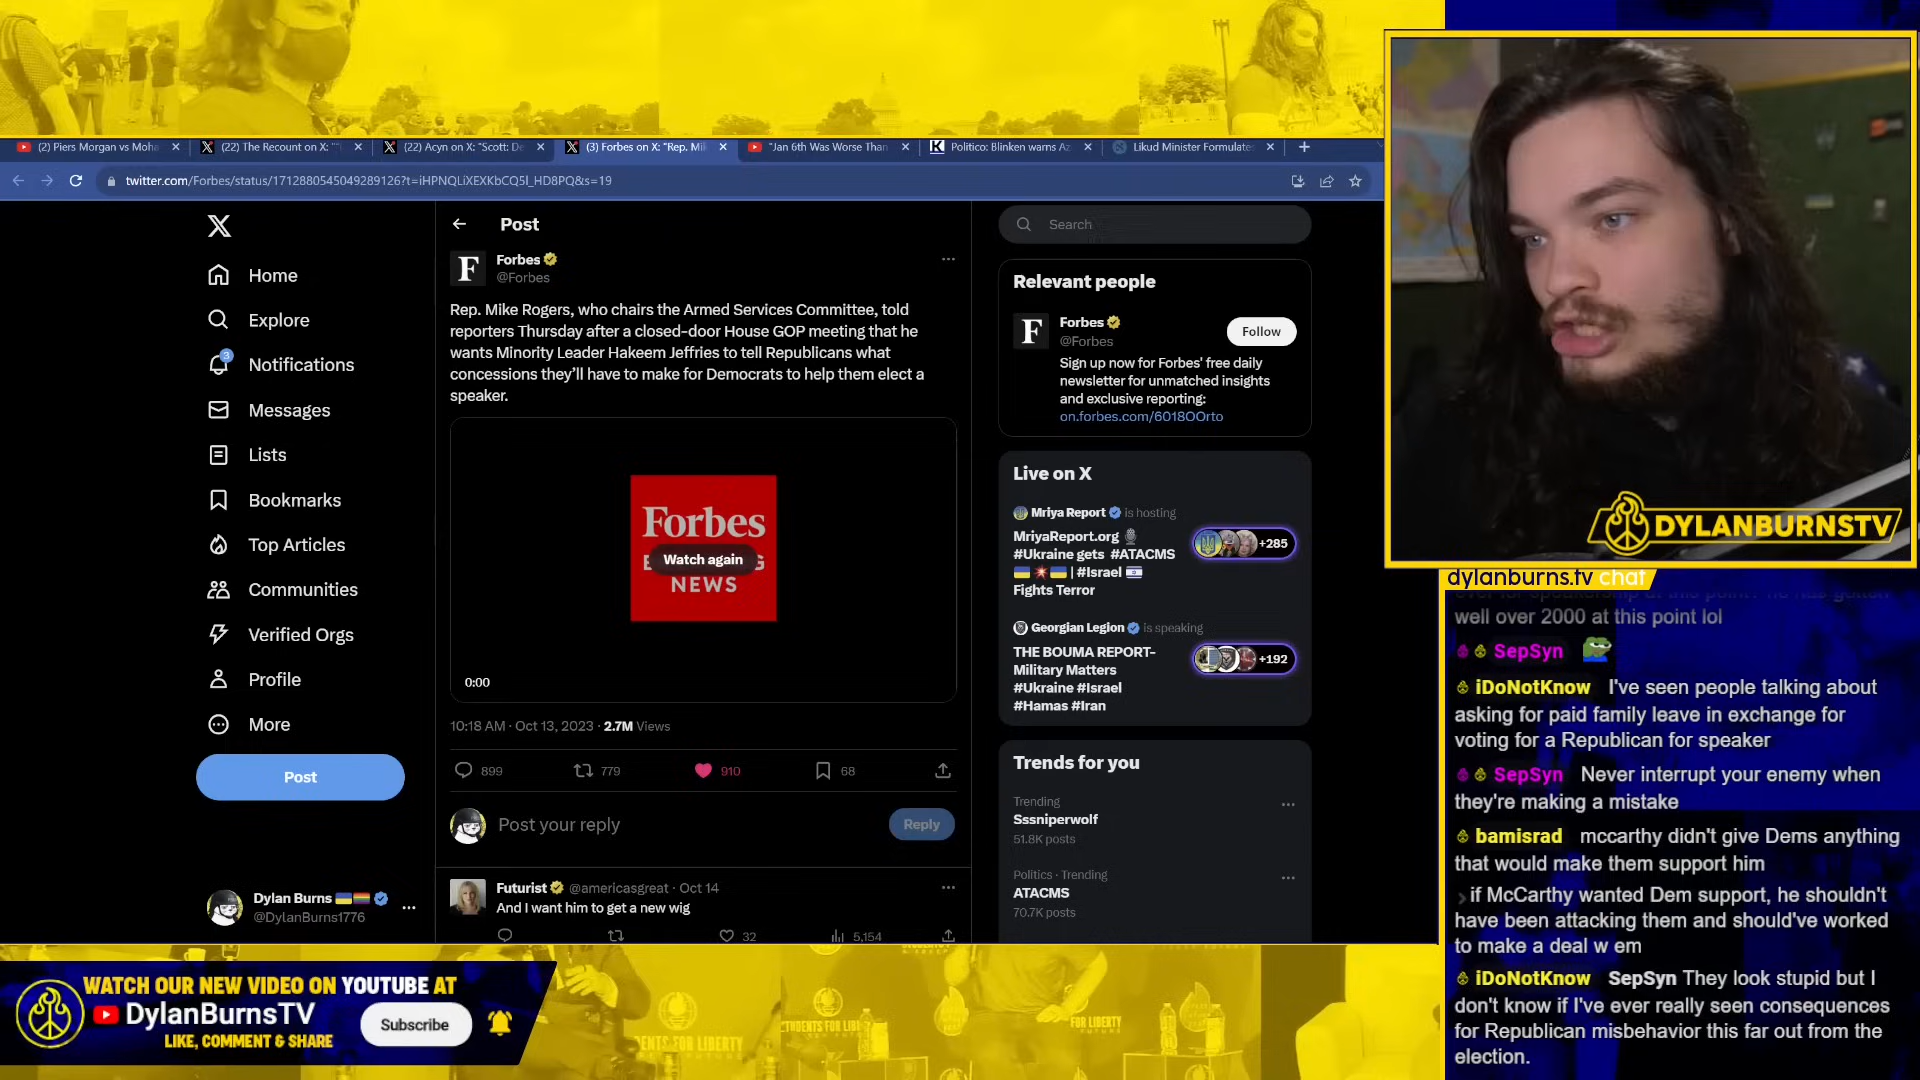 (2) Piers Morgan vs Moha
(22) The Recount on X: "
(22) Acyn on X: "Scott: De
(3) Forbes on X: "Rep. Mi
"Jan 6th Was Worse Than
Politico: Blinken warns Az
Likud Minister Formulate
twitter.com/Forbes/status/1712880545049289126?t=iHPNQLiXEXKbCQ5l_HD8PQ&s=19
Home
Explore
3
Notifications
Messages
Lists
Bookmarks
Top Articles
Communities
Verified Orgs
Profile
More
Post
Dylan Burns
@DylanBurns1776
Post
Forbes
@Forbes
Rep. Mike Rogers, who chairs the Armed Services Committee, told
reporters Thursday after a closed-door House GOP meeting that he
wants Minority Leader Hakeem Jeffries to tell Republicans what
concessions they'll have to make for Democrats to help them elect a
speaker.
Forbes
Watch again
NEWS
0:00
10:18 AM · Oct 13, 2023 · 2.7M Views
899 779 910 68
Post your reply
Reply
Futurist @americasgreat · Oct 14
And I want him to get a new wig
32 5,154
Search
Relevant people
Forbes
@Forbes
Follow
Sign up now for Forbes' free daily
newsletter for unmatched insights
and exclusive reporting:
on.forbes.com/6018OOrto
Live on X
Mriya Report is hosting
MriyaReport.org
#Ukraine gets #ATACMS
| #Israel
Fights Terror
+285
Georgian Legion is speaking
THE BOUMA REPORT-
Military Matters
#Ukraine #Israel
#Hamas #Iran
+192
Trends for you
Trending
Sssniperwolf
51.8K posts
Politics · Trending
ATACMS
70.7K posts
DYLANBURNSTV
dylanburns.tv chat
well over 2000 at this point lol
SepSyn
iDoNotKnow I've seen people talking about
asking for paid family leave in exchange for
voting for a Republican for speaker
SepSyn Never interrupt your enemy when
they're making a mistake
bamisrad mccarthy didn't give Dems anything
that would make them support him
if McCarthy wanted Dem support, he shouldn't
have been attacking them and should've worked
to make a deal w em
iDoNotKnow SepSyn They look stupid but I
don't know if I've ever really seen consequences
for Republican misbehavior this far out from the
election.
WATCH OUR NEW VIDEO ON YOUTUBE AT
DylanBurnsTV
LIKE, COMMENT & SHARE
Subscribe
FOR LIBERTY